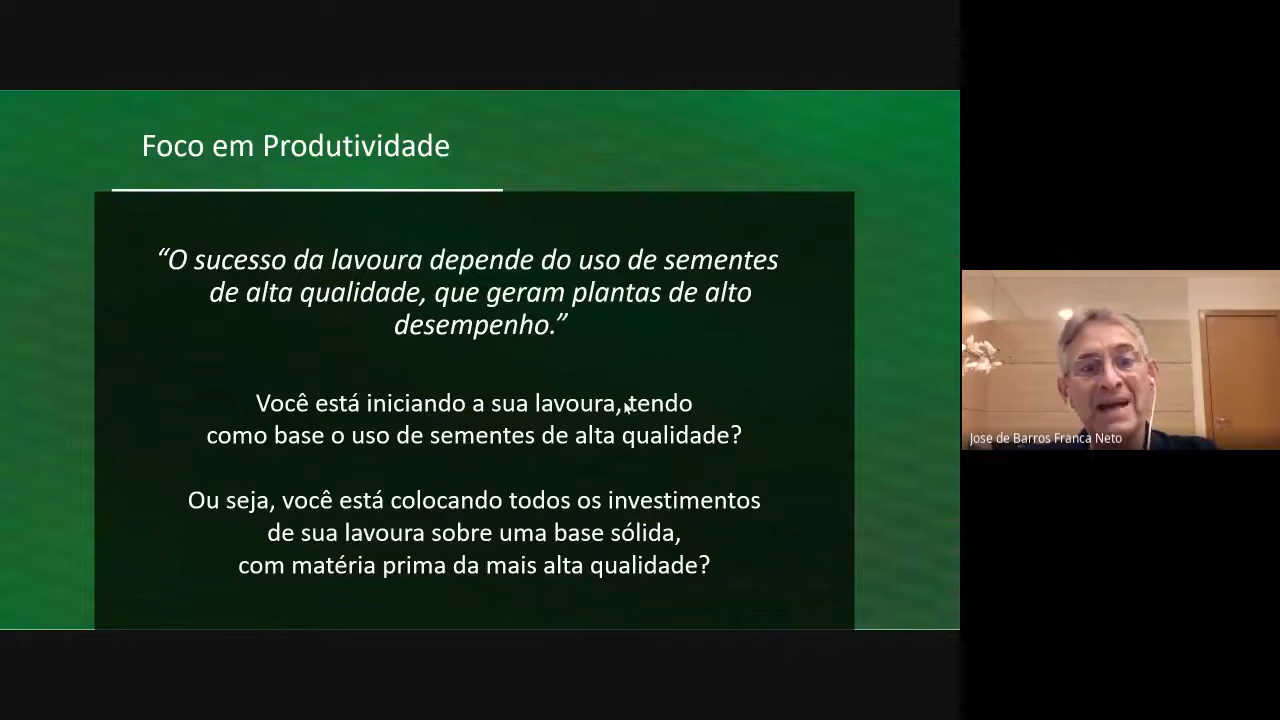 Foco em Produtividade
“O sucesso da lavoura depende do uso de sementes
de alta qualidade, que geram plantas de alto
desempenho.”
Você está iniciando a sua lavoura, tendo
como base o uso de sementes de alta qualidade?
Ou seja, você está colocando todos os investimentos
de sua lavoura sobre uma base sólida,
com matéria prima da mais alta qualidade?
Jose de Barros Franca Neto